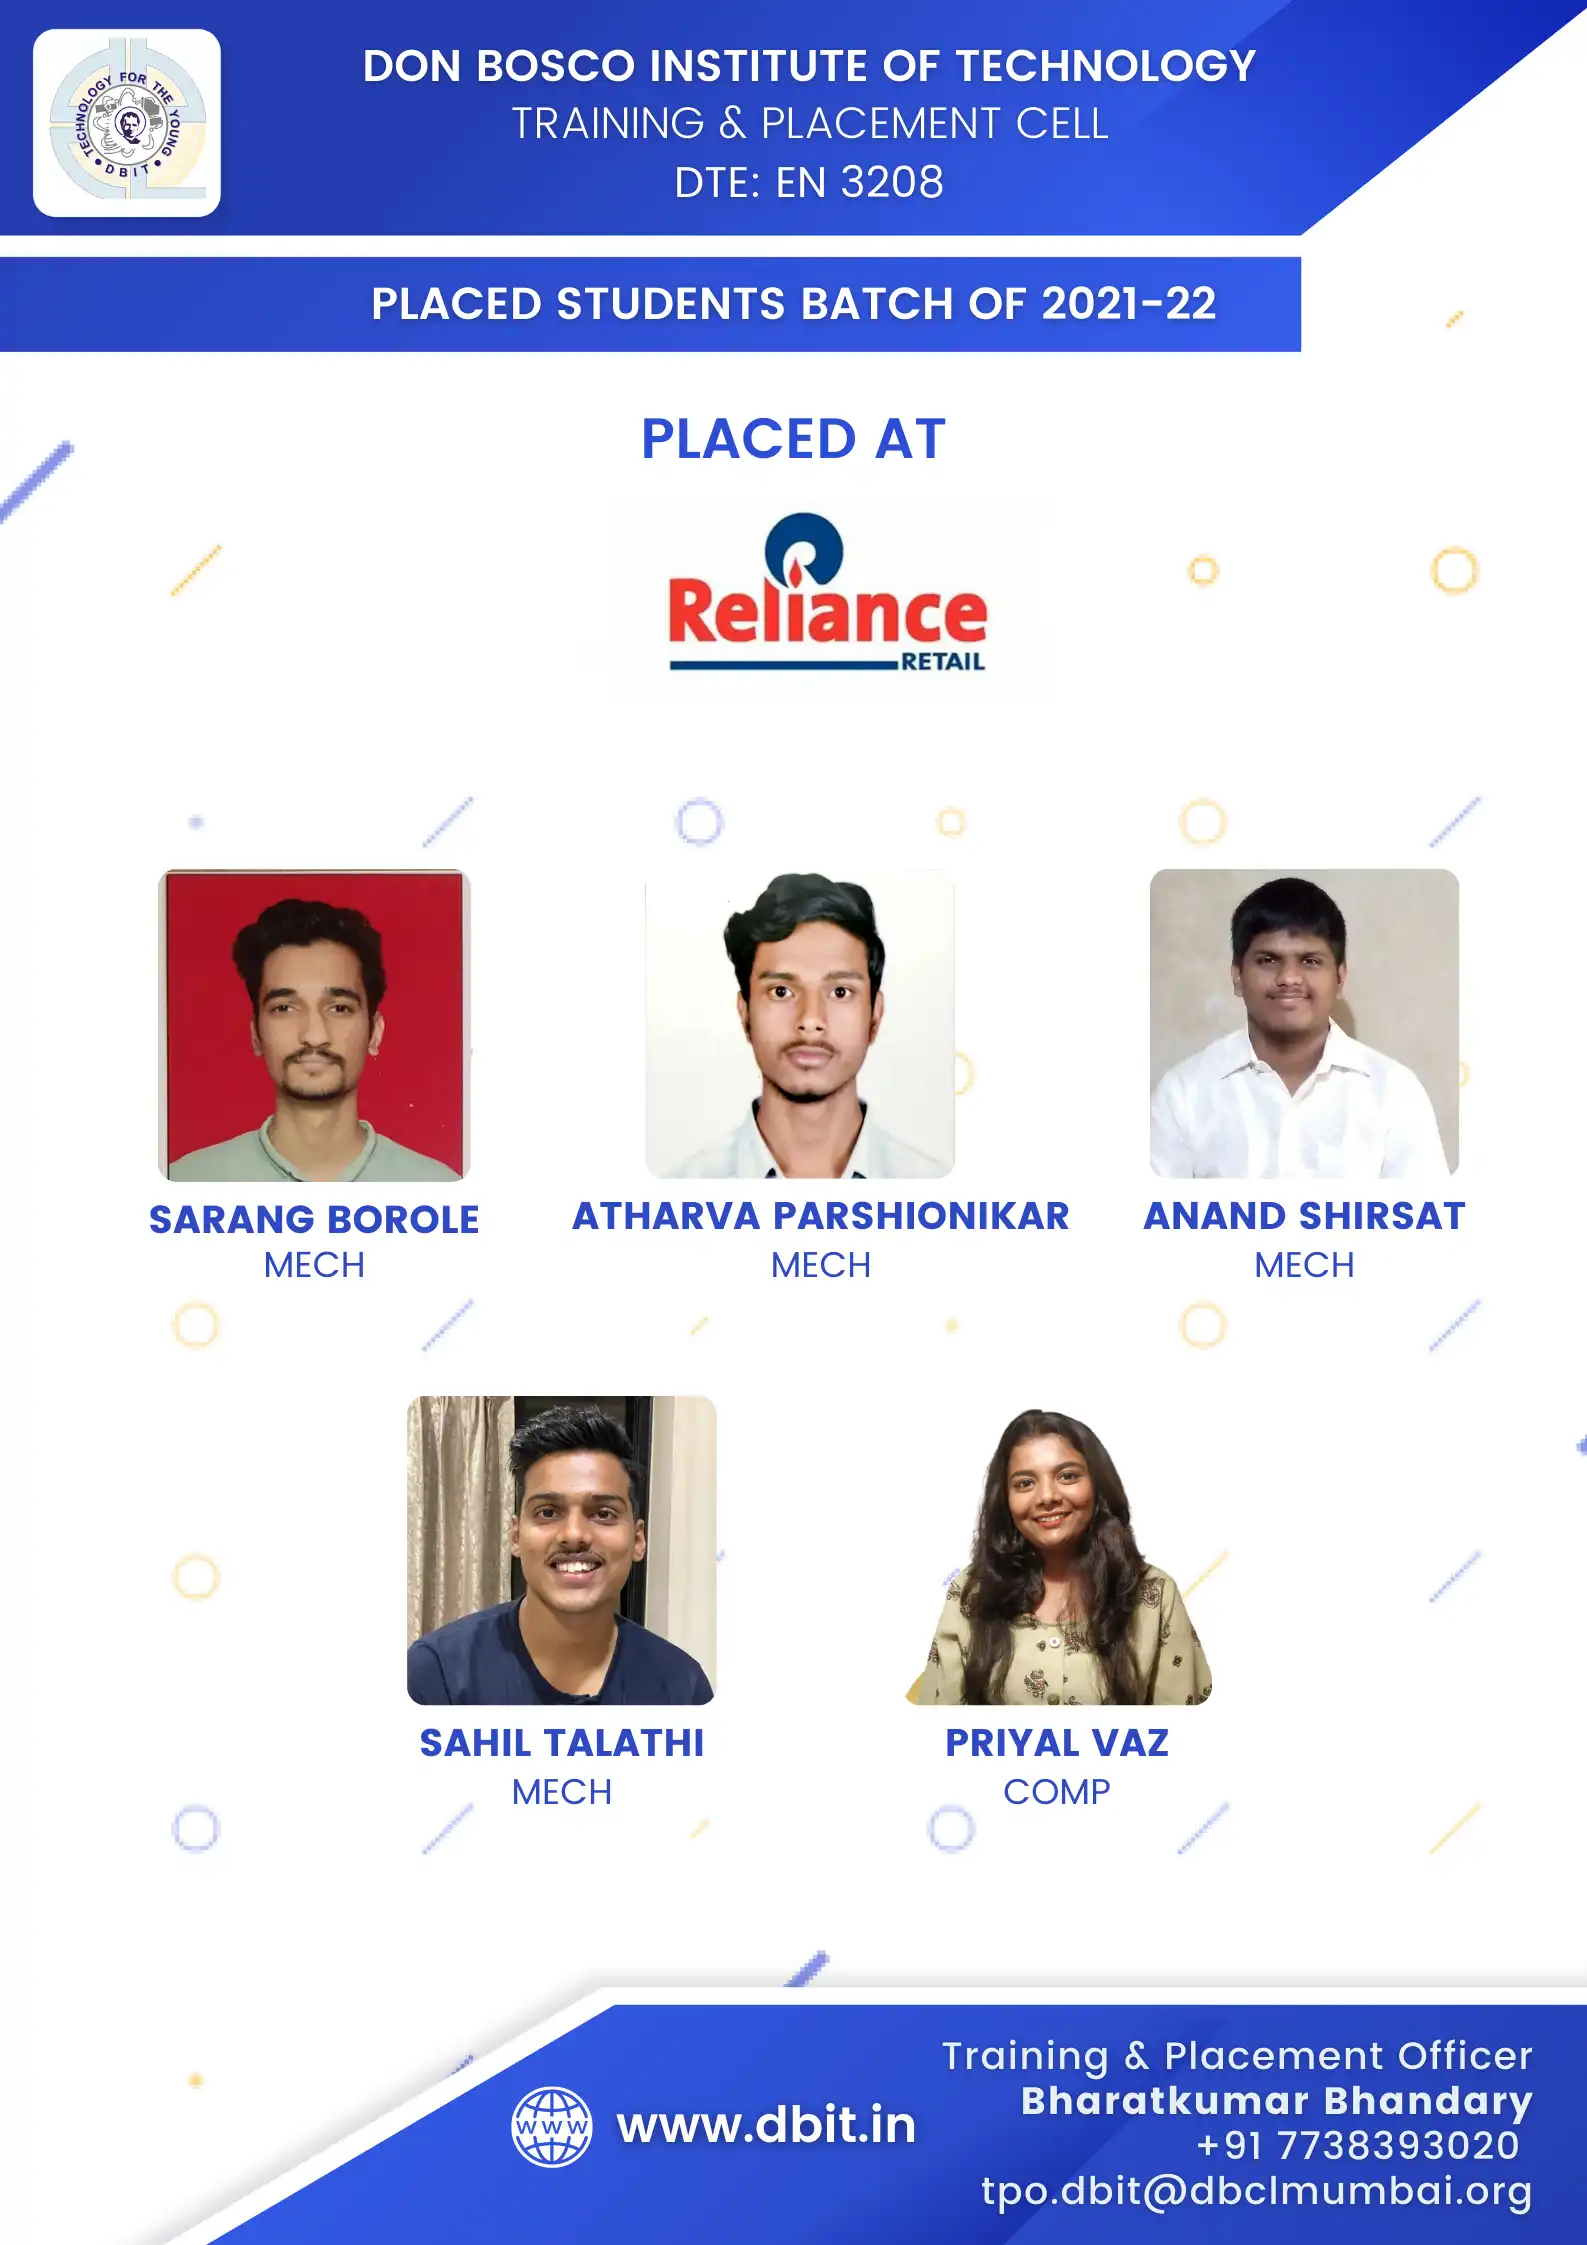 TECHNOLOGY FOR THE YOUNG
DBIT
DON BOSCO INSTITUTE OF TECHNOLOGY
TRAINING & PLACEMENT CELL
DTE: EN 3208
PLACED STUDENTS BATCH OF 2021-22
PLACED AT
Reliance
RETAIL
SARANG BOROLE
MECH
ATHARVA PARSHIONIKAR
MECH
ANAND SHIRSAT
MECH
SAHIL TALATHI
MECH
PRIYAL VAZ
COMP
WWW
www.dbit.in
Training & Placement Officer
Bharatkumar Bhandary
+91 7738393020
tpo.dbit@dbclmumbai.org